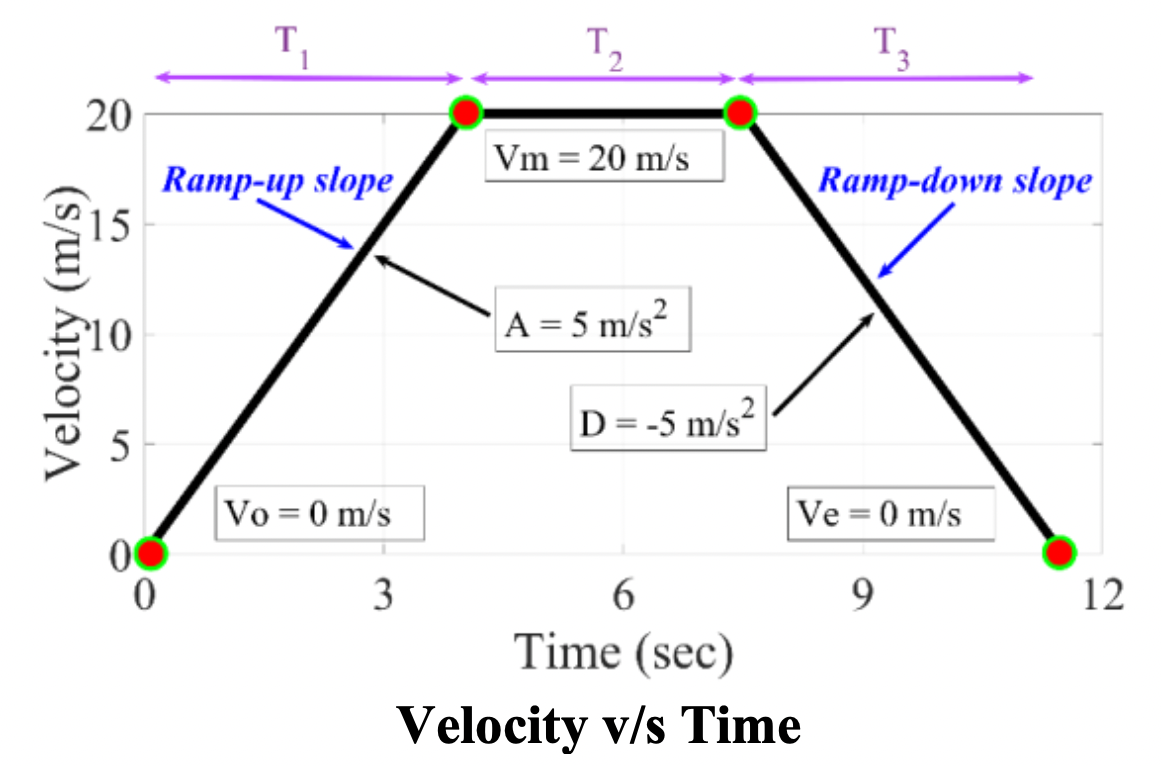 T1 T2 T3
20
Vm = 20 m/s
Ramp-up slope
Ramp-down slope
15
A = 5 m/s2
10
D = -5 m/s2
5
Vo = 0 m/s
Ve = 0 m/s
0
0 3 6 9 12
Velocity (m/s)
Time (sec)
Velocity v/s Time